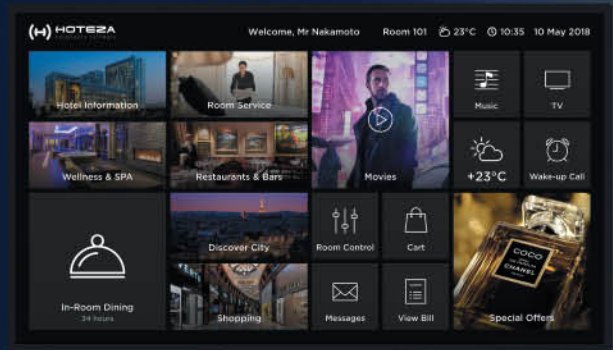 (H) HOTEZA
Welcome, Mr Nakamoto
Room 101
23°C
10:35
10 May 2018
Hotel Information
Room Service
Movies
Music
TV
Wellness & SPA
Restaurants & Bars
+23°C
Wake-up Call
In-Room Dining
24 hours
Discover City
Room Control
Cart
COCO
CHANEL
Special Offers
Shopping
Messages
View Bill